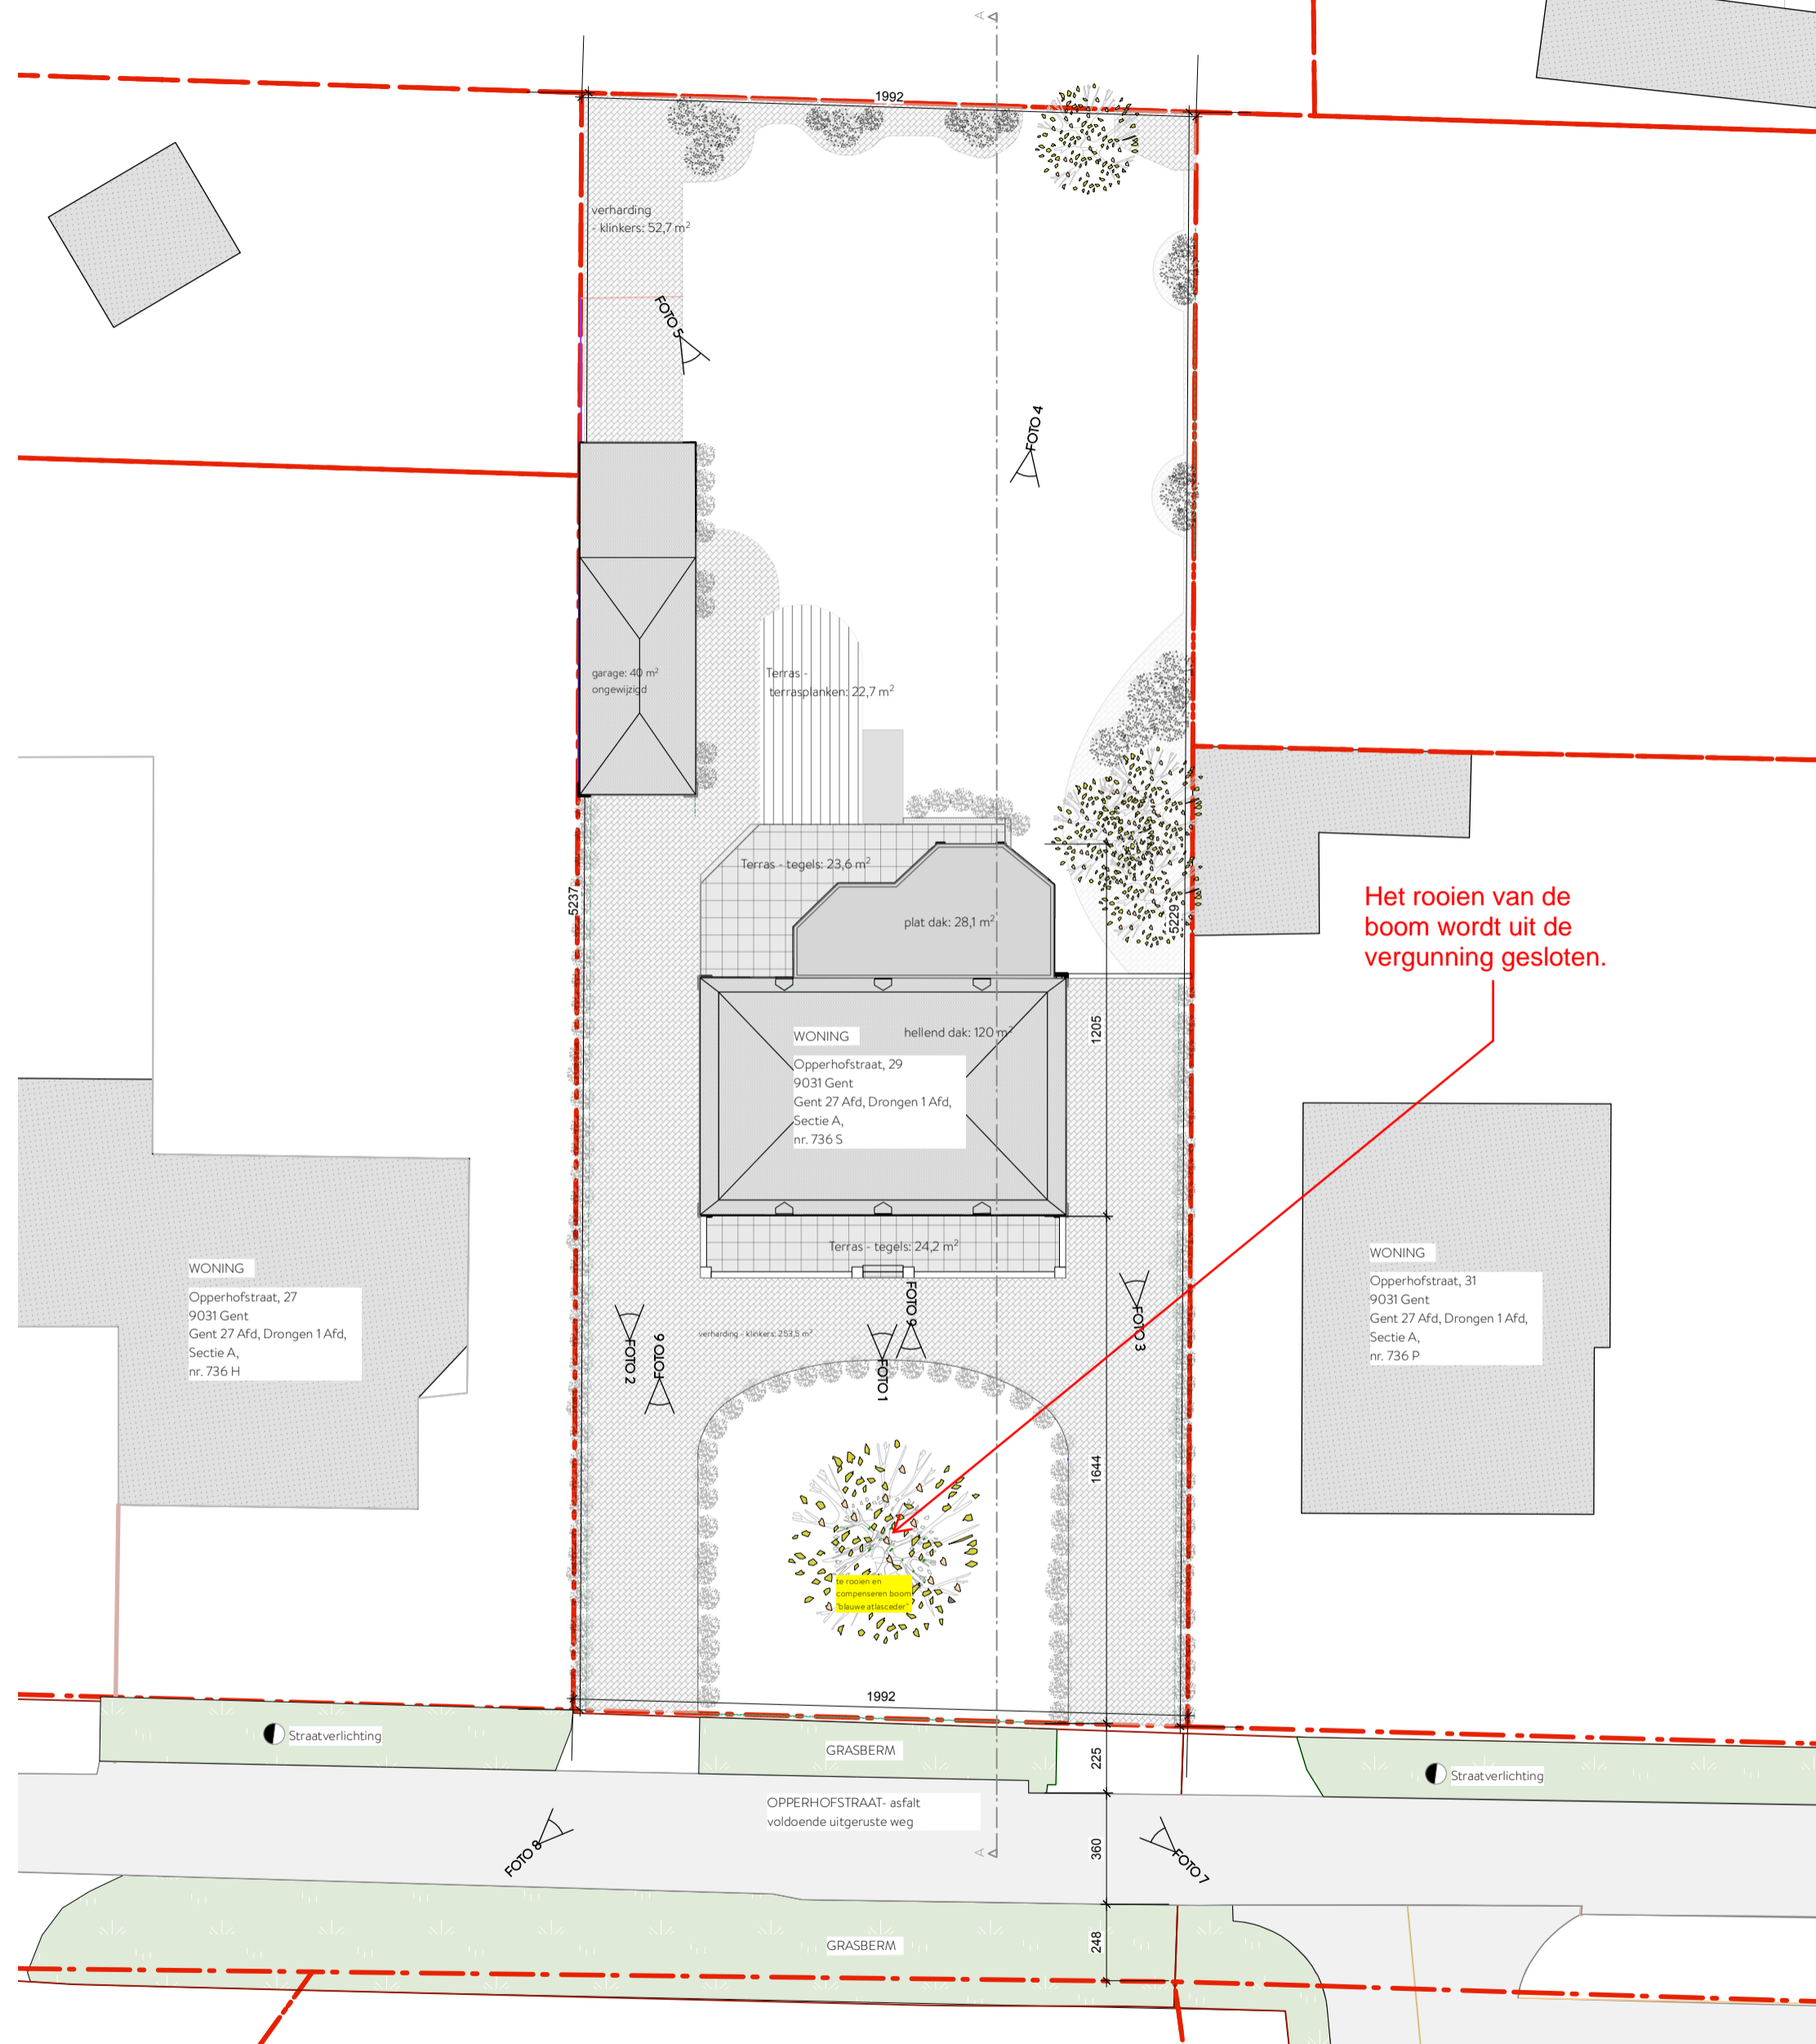 A
1992
verharding
- klinkers: 52,7 m²
FOTO 5
FOTO 4
garage: 40 m²
ongewijzigd
Terras -
terrasplanken: 22,7 m²
Terras - tegels: 23,6 m²
5237
5229
plat dak: 28,1 m²
Het rooien van de
boom wordt uit de
vergunning gesloten.
hellend dak: 120 m²
1205
WONING
Opperhofstraat, 29
9031 Gent
Gent 27 Afd, Drongen 1 Afd,
Sectie A,
nr. 736 S
Terras - tegels: 24,2 m²
WONING
Opperhofstraat, 27
9031 Gent
Gent 27 Afd, Drongen 1 Afd,
Sectie A,
nr. 736 H
WONING
Opperhofstraat, 31
9031 Gent
Gent 27 Afd, Drongen 1 Afd,
Sectie A,
nr. 736 P
FOTO 2
FOTO 6
verharding - klinkers: 253,5 m²
FOTO 1
FOTO 9
FOTO 3
1644
te rooien en
compenseren boom
"blauwe atlasceder"
1992
Straatverlichting
GRASBERM
225
Straatverlichting
OPPERHOFSTRAAT- asfalt
voldoende uitgeruste weg
A
360
FOTO 8
FOTO 7
GRASBERM
248